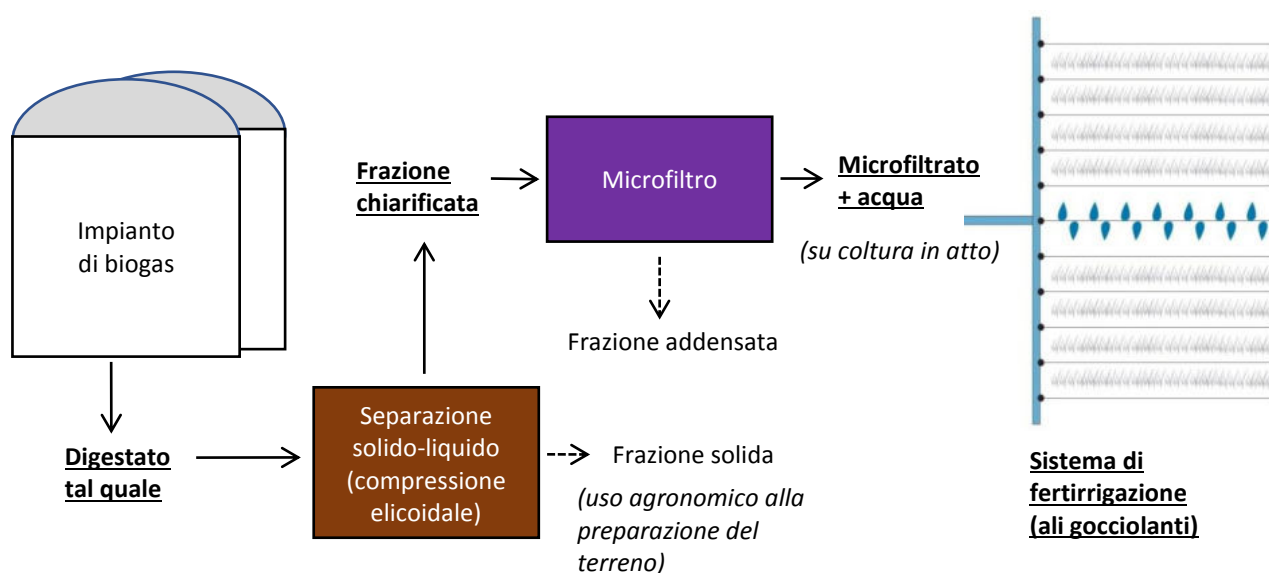 Impianto
di biogas
Digestato
tal quale
Separazione
solido-liquido
(compressione
elicoidale)
Frazione solida
(uso agronomico alla
preparazione del
terreno)
Frazione
chiarificata
Microfiltro
Frazione addensata
Microfiltrato
+ acqua
(su coltura in atto)
Sistema di
fertirrigazione
(ali gocciolanti)